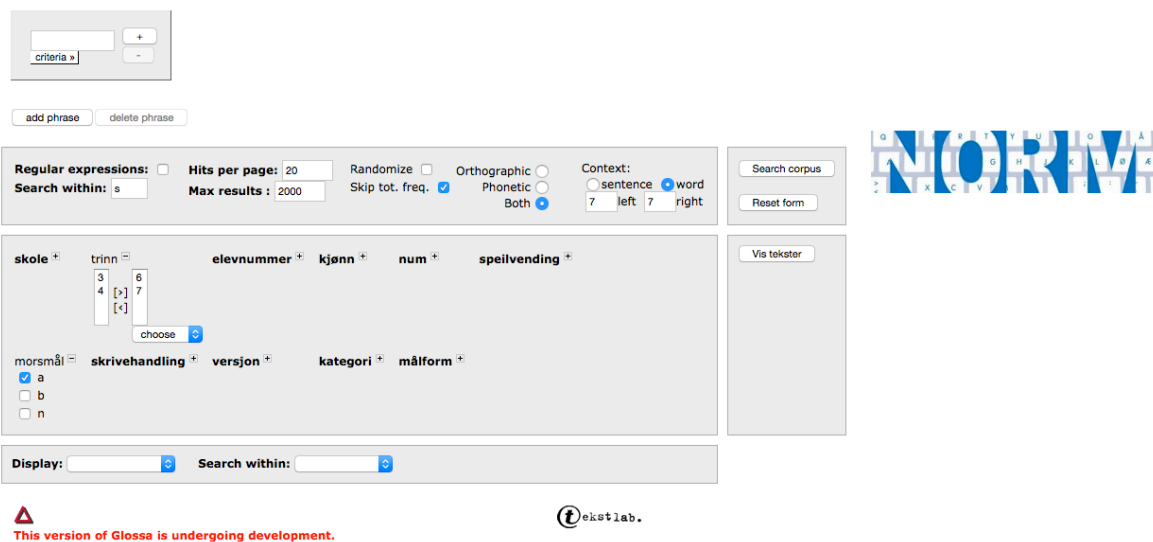 +
criteria »
-
add phrase delete phrase
Regular expressions:
Search within: s
Hits per page: 20
Max results : 2000
Randomize
Skip tot. freq.
Orthographic
Phonetic
Both
Context:
sentence word
7 left 7 right
Search corpus
Reset form
NORM
skole + trinn - elevnummer + kjønn + num + speilvending +
3 6
4 [>] 7
[<]
choose
Vis tekster
morsmål - skrivehandling + versjon + kategori + målform +
a
b
n
Display: Search within:
tekstlab.
This version of Glossa is undergoing development.